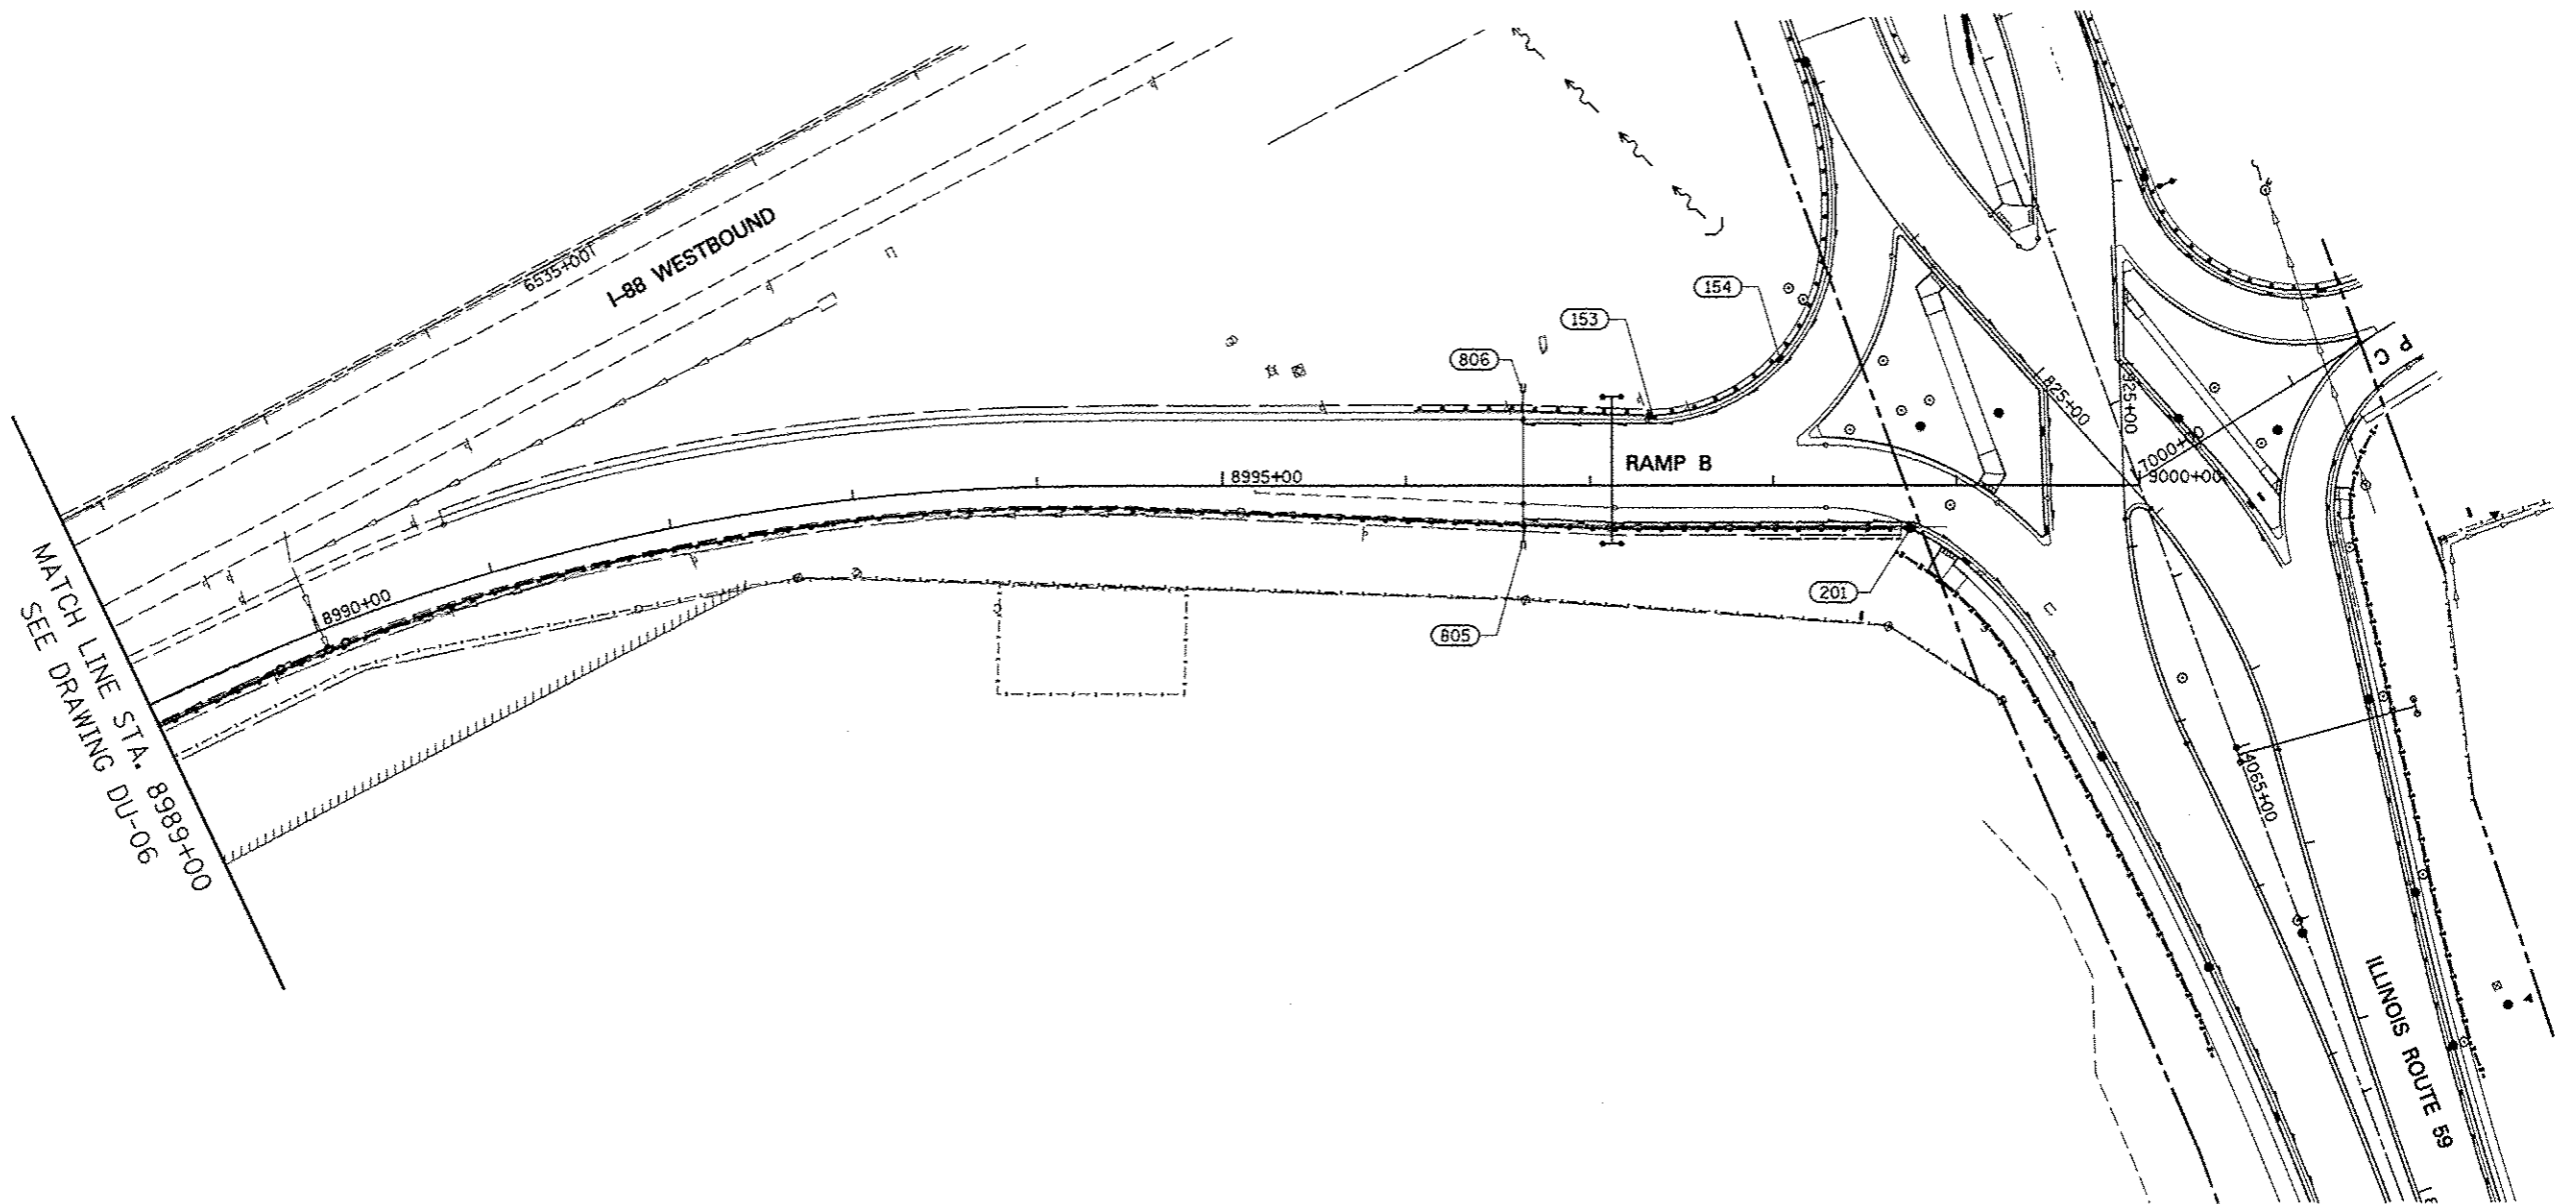 I-88 WESTBOUND
6535+00
MATCH LINE STA. 8989+00
SEE DRAWING DU-06
8990+00
8995+00
RAMP B
806
153
154
805
201
825+00
925+00
7000+00
9000+00
P C
4065+00
ILLINOIS ROUTE 59